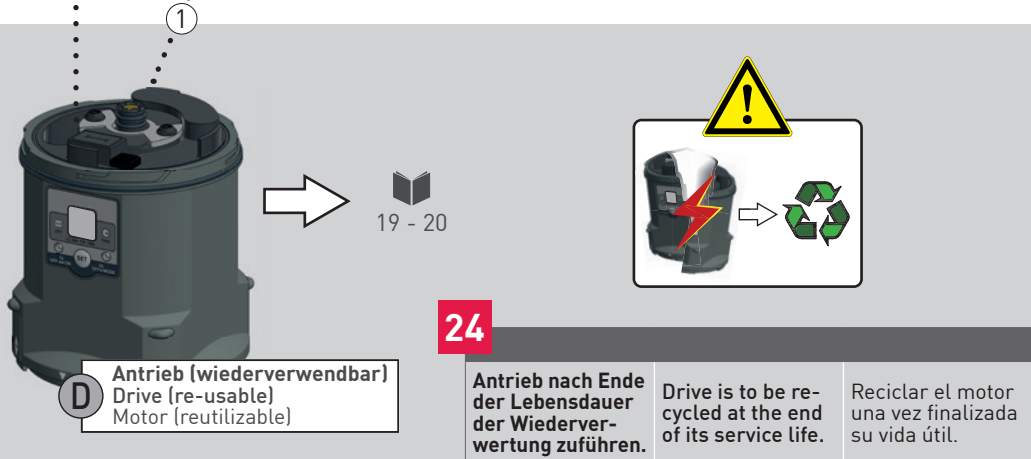 1
19 - 20
SET
D
Antrieb (wiederverwendbar)
Drive (re-usable)
Motor (reutilizable)
24
Antrieb nach Ende
der Lebensdauer
der Wiederver-
wertung zuführen.
Drive is to be re-
cycled at the end
of its service life.
Reciclar el motor
una vez finalizada
su vida útil.